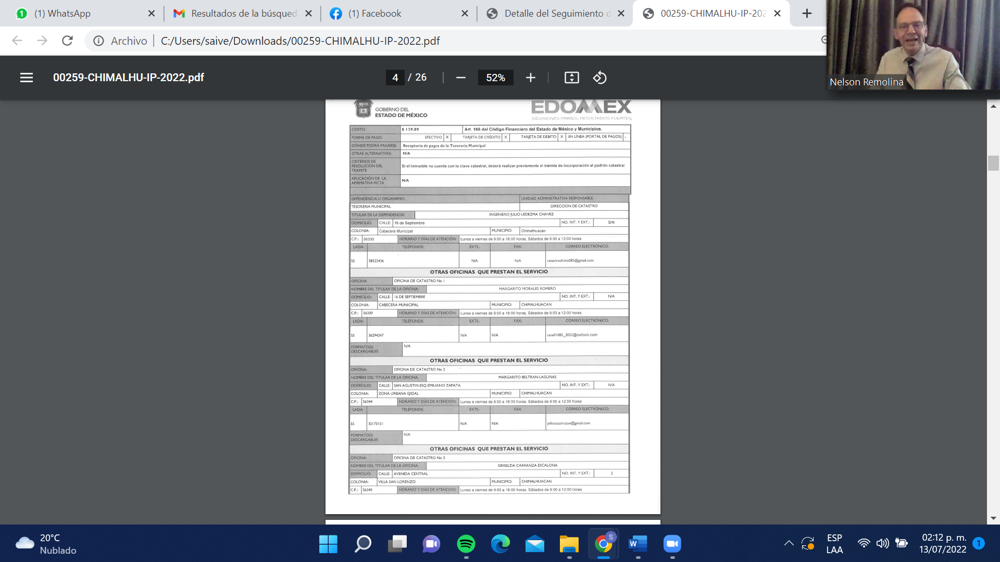 (1) WhatsApp
Resultados de la búsqued
(1) Facebook
Detalle del Seguimiento d
00259-CHIMALHU-IP-202
Archivo
C:/Users/saive/Downloads/00259-CHIMALHU-IP-2022.pdf
Nelson Remolina
00259-CHIMALHU-IP-2022.pdf
4 / 26
52%
GOBIERNO DEL
ESTADO DE MÉXICO
EDOMEX
DECISIONES FIRMES, RESULTADOS FUERTES.
COSTO: $ 129.89 Art. 166 del Código Financiero del Estado de México y Municipios.
FORMA DE PAGO: EFECTIVO X TARJETA DE CRÉDITO X TARJETA DE DEBITO X EN LÍNEA (PORTAL DE PAGOS) -
DÓNDE PODRÁ PAGARSE: Receptoria de pagos de la Tesoreria Municipal
OTRAS ALTERNATIVAS: N/A
CRITERIOS DE
RESOLUCIÓN DEL
TRAMITE
Si el inmueble no cuenta con la clave catastral, deberá realizar previamente el trámite de incorporación al padrón catastral
APLICACIÓN DE LA
AFIRMATIVA FICTA
N/A
DEPENDENCIA U ORGANISMO: UNIDAD ADMINISTRATIVA RESPONSABLE:
TESORERIA MUNICIPAL DIRECCION DE CATASTRO
TITULAR DE LA DEPENDENCIA: INGENIERO JULIO LEDEZMA CHAVEZ
DOMICILIO: CALLE: 16 de Septiembre NO. INT. Y EXT.: S/N
COLONIA: Cabecera Municipal MUNICIPIO: Chimalhuacán
C.P.: 56330 HORARIO Y DÍAS DE ATENCIÓN: Lunes a viernes de 9:00 a 18:00 horas, Sábados de 9:00 a 12:00 horas
LADA: TELÉFONOS: EXTS.: FAX: CORREO ELECTRÓNICO:
55 58522436 N/A N/A catastrochima085@gmail.com
OTRAS OFICINAS QUE PRESTAN EL SERVICIO
OFICINA: OFICINA DE CATASTRO No 1
NOMBRE DEL TITULAR DE LA OFICINA: MARGARITO MORALES ROMERO
DOMICILIO: CALLE: 16 DE SEPTIEMBRE NO. INT. Y EXT.: N/A
COLONIA: CABECERA MUNICIPAL MUNICIPIO: CHIMALHUACAN
C.P.: 56330 HORARIO Y DÍAS DE ATENCIÓN: Lunes a viernes de 9:00 a 18:00 horas, Sábados de 9:00 a 12:00 horas
LADA: TELÉFONOS: EXTS.: FAX: CORREO ELECTRÓNICO:
55 36294247 N/A N/A cata01085_2022@outlook.com
FORMATO(S)
DESCARGABLES
N/A
OTRAS OFICINAS QUE PRESTAN EL SERVICIO
OFICINA: OFICINA DE CATASTRO No 2
NOMBRE DEL TITULAR DE LA OFICINA: MARGARITO BELTRAN LAGUNAS
DOMICILIO: CALLE: SAN AGUSTIN ESQ EMILIANO ZAPATA NO. INT. Y EXT.: N/A
COLONIA: ZONA URBANA EJIDAL MUNICIPIO: CHIMALHUACAN
C.P.: 56344 HORARIO Y DÍAS DE ATENCIÓN: Lunes a viernes de 9:00 a 18:00 horas, Sábados de 9:00 a 12:00 horas
LADA: TELÉFONOS: EXTS.: FAX: CORREO ELECTRÓNICO:
55 32173151 N/A N/A jefecatastrozue@gmail.com
FORMATO(S)
DESCARGABLES
N/A
OTRAS OFICINAS QUE PRESTAN EL SERVICIO
OFICINA: OFICINA DE CATASTRO No 3
NOMBRE DEL TITULAR DE LA OFICINA: GRISELDA CARRANZA ESCALONA
DOMICILIO: CALLE: AVENIDA CENTRAL NO. INT. Y EXT.: 2
COLONIA: VILLA SAN LORENZO MUNICIPIO: CHIMALHUACAN
C.P.: 56340 HORARIO Y DÍAS DE ATENCIÓN: Lunes a viernes de 9:00 a 18:00 horas, Sábados de 9:00 a 12:00 horas
20°C
Nublado
ESP
LAA
02:12 p. m.
13/07/2022
1